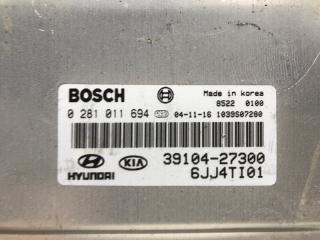 BOSCH
Made in korea
8522 0100
0 281 011 694 04-11-16 1039S07280
HYUNDAI KIA 39104-27300
6JJ4TI01